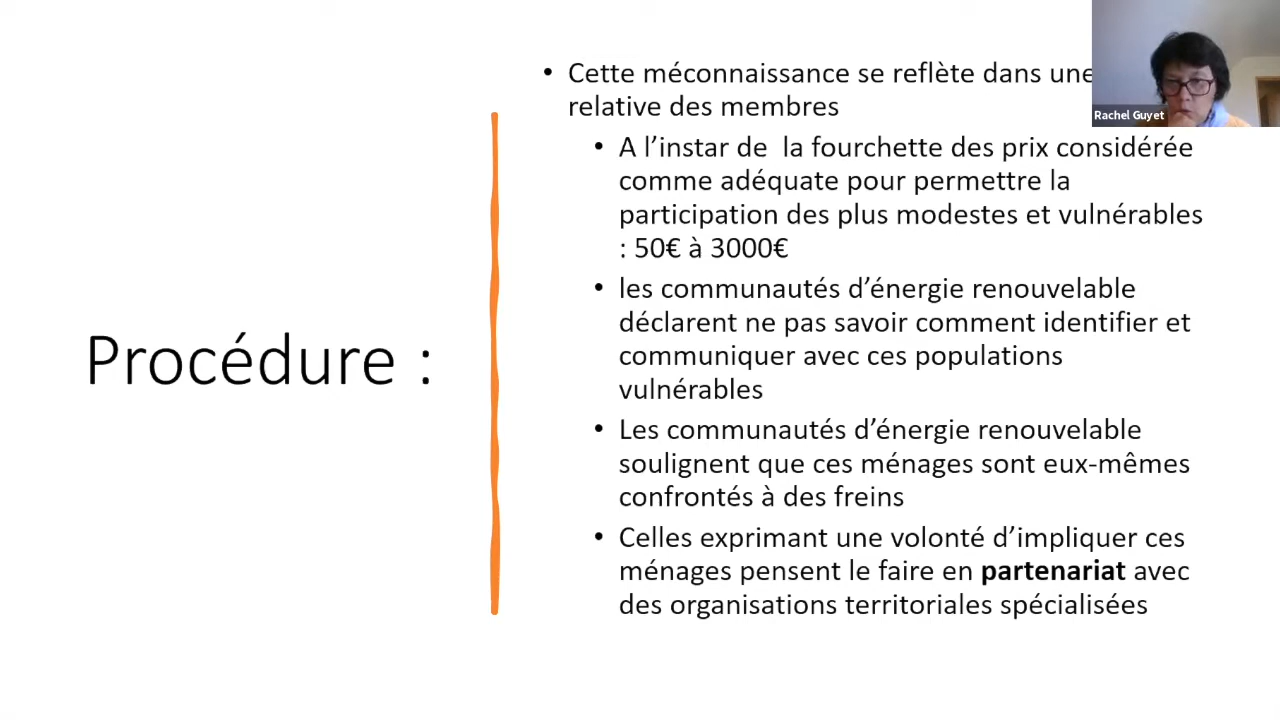 Procédure :
• Cette méconnaissance se reflète dans une
relative des membres
• A l’instar de  la fourchette des prix considérée
comme adéquate pour permettre la
participation des plus modestes et vulnérables
: 50€ à 3000€
• les communautés d’énergie renouvelable
déclarent ne pas savoir comment identifier et
communiquer avec ces populations
vulnérables
• Les communautés d’énergie renouvelable
soulignent que ces ménages sont eux-mêmes
confrontés à des freins
• Celles exprimant une volonté d’impliquer ces
ménages pensent le faire en partenariat avec
des organisations territoriales spécialisées
Rachel Guyet